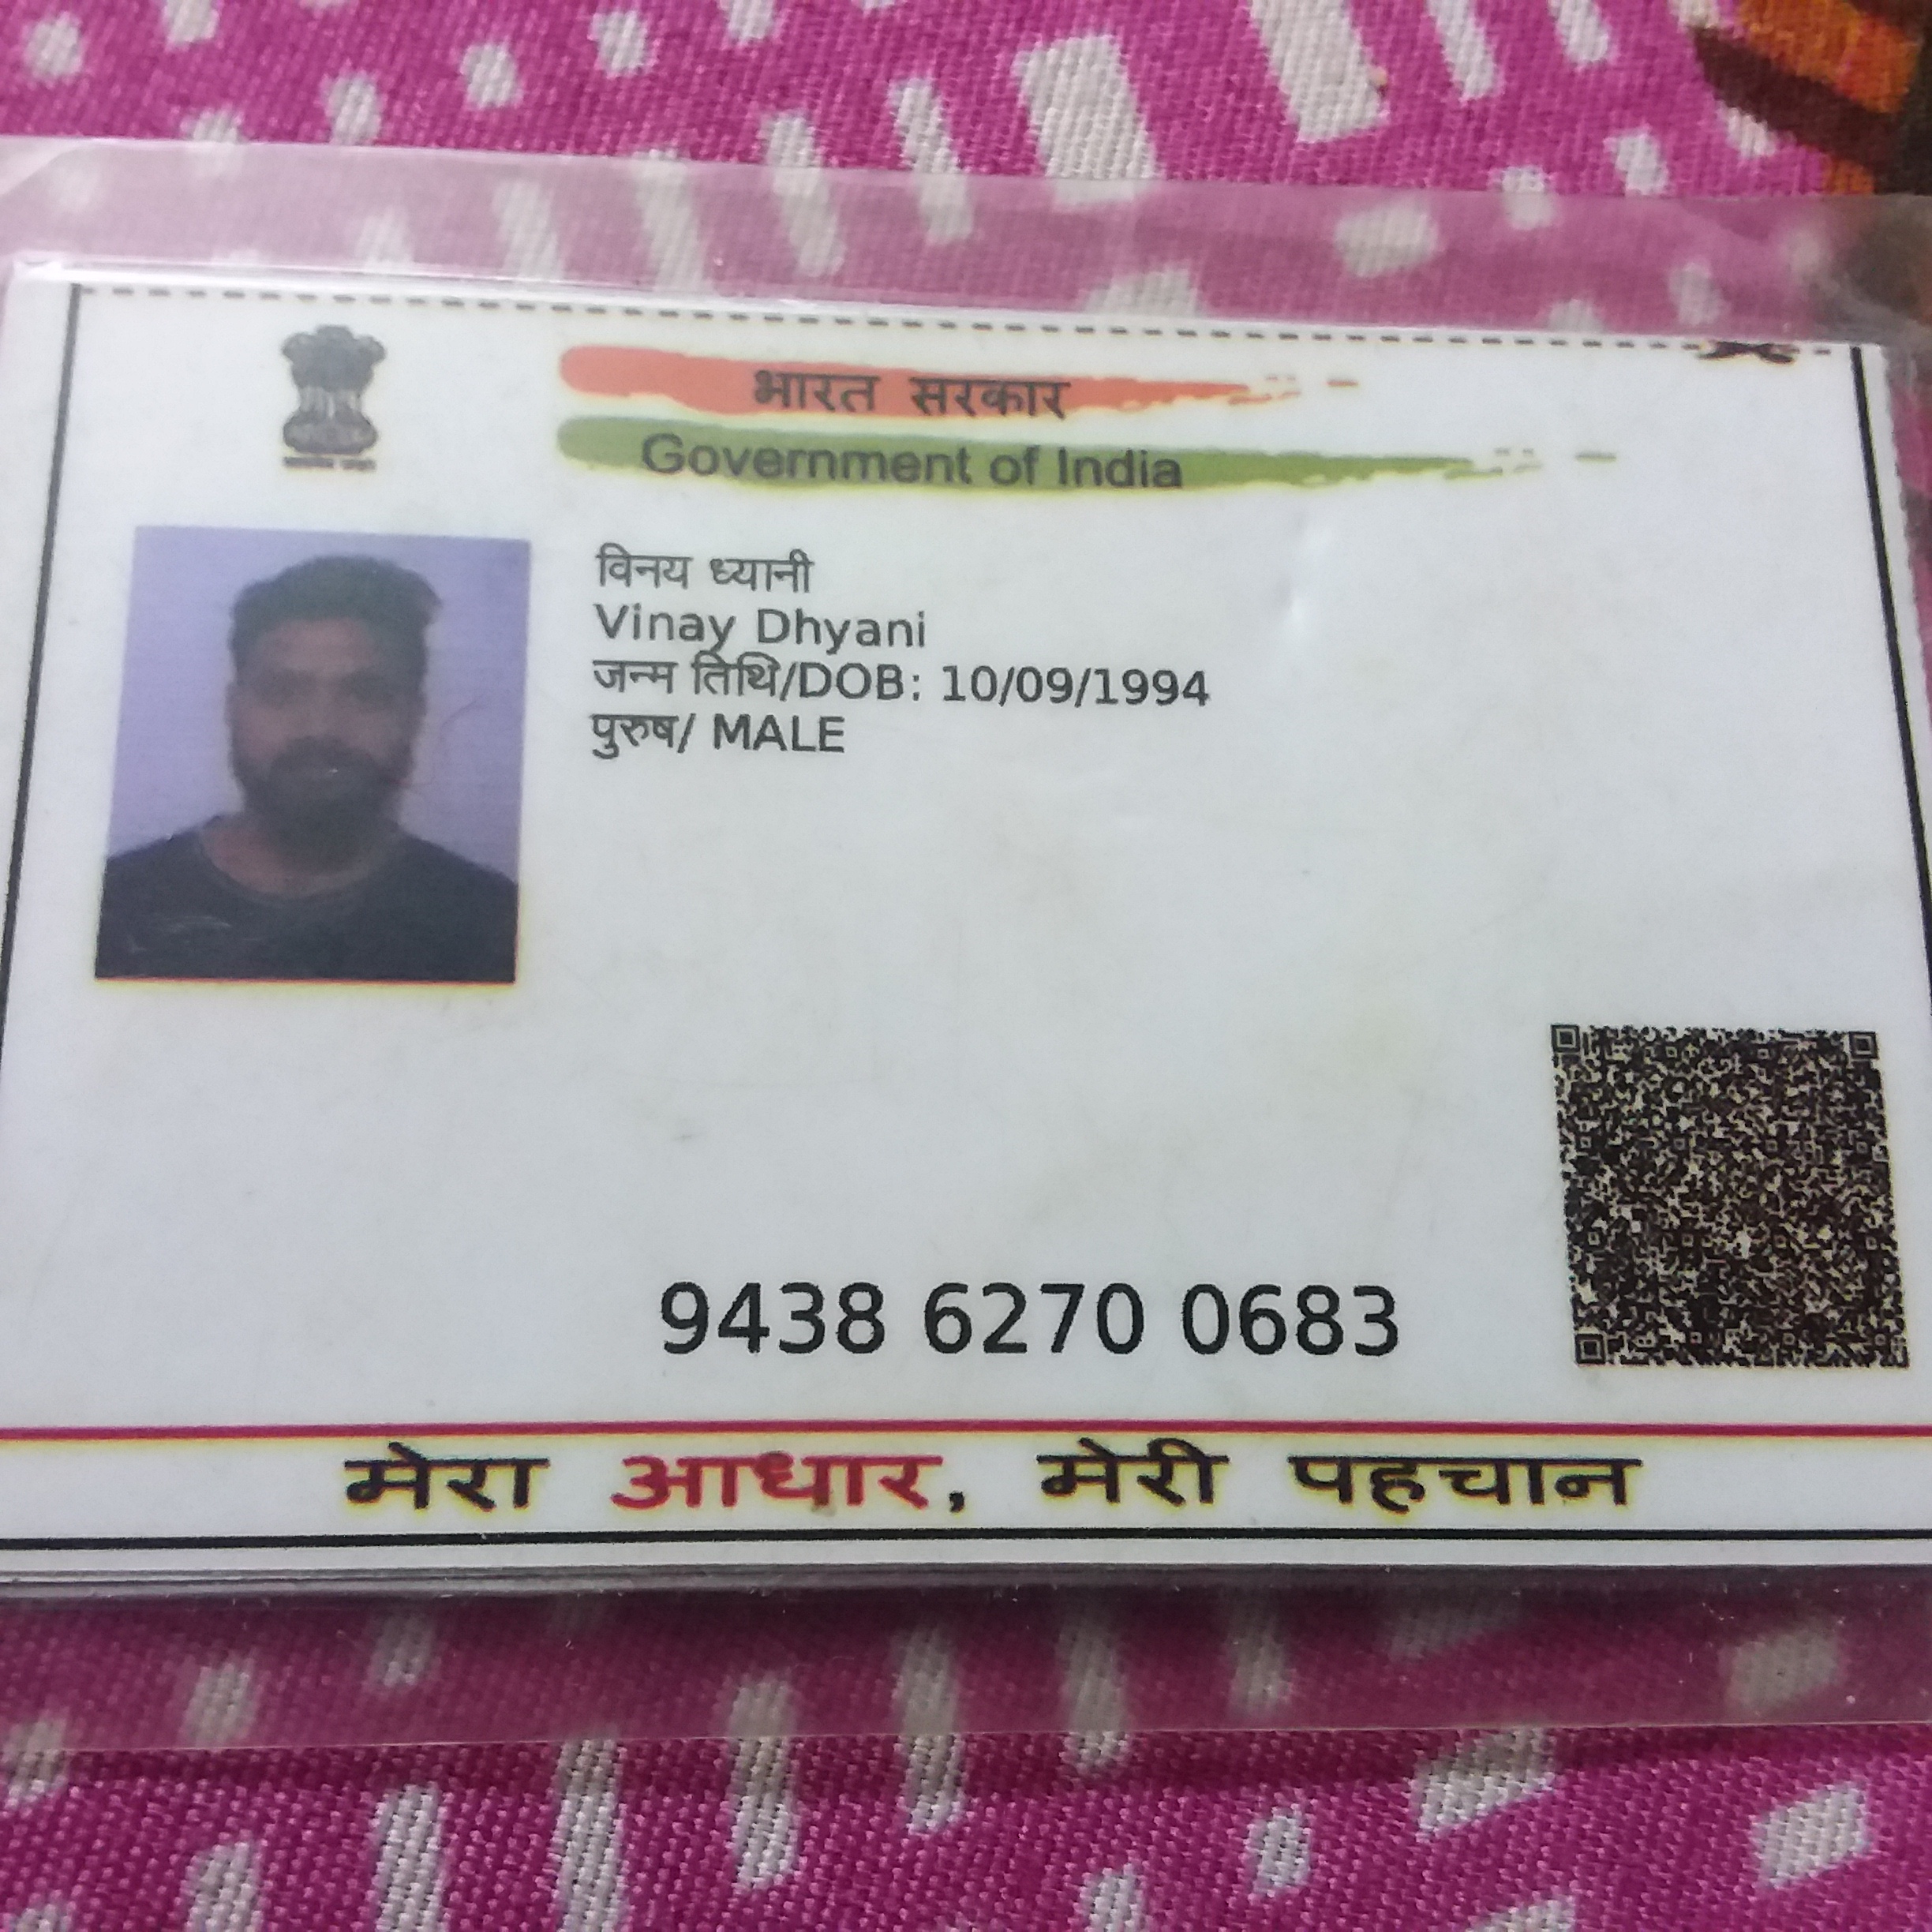 भारत सरकार
Government of India
विनय ध्यानी
Vinay Dhyani
जन्म तिथि/DOB: 10/09/1994
पुरुष/ MALE
9438 6270 0683
मेरा आधार, मेरी पहचान